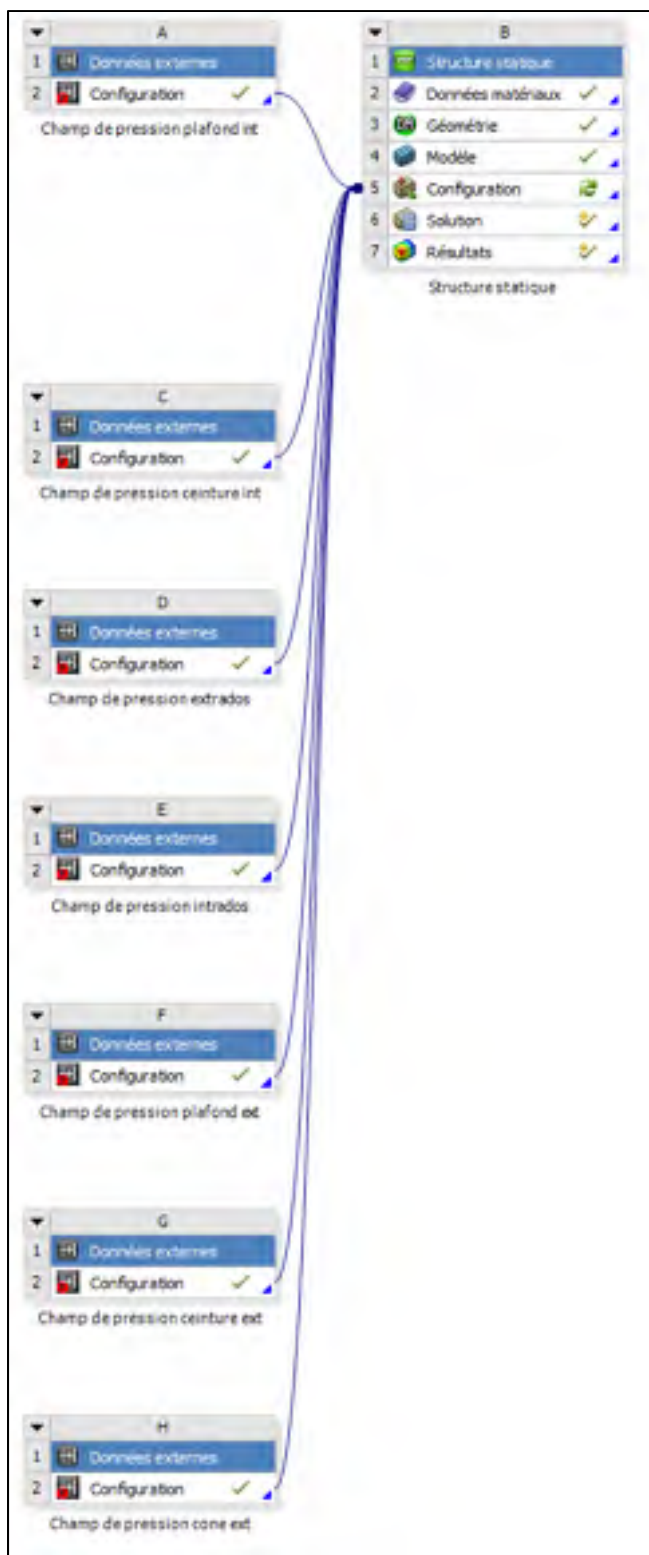 A
1 Données externes
2 Configuration
Champ de pression plafond int
B
1 Structure statique
2 Données matériaux
3 Géométrie
4 Modèle
5 Configuration
6 Solution
7 Résultats
Structure statique
C
1 Données externes
2 Configuration
Champ de pression ceinture int
D
1 Données externes
2 Configuration
Champ de pression extrados
E
1 Données externes
2 Configuration
Champ de pression intrados
F
1 Données externes
2 Configuration
Champ de pression plafond ext
G
1 Données externes
2 Configuration
Champ de pression ceinture ext
H
1 Données externes
2 Configuration
Champ de pression cone ext